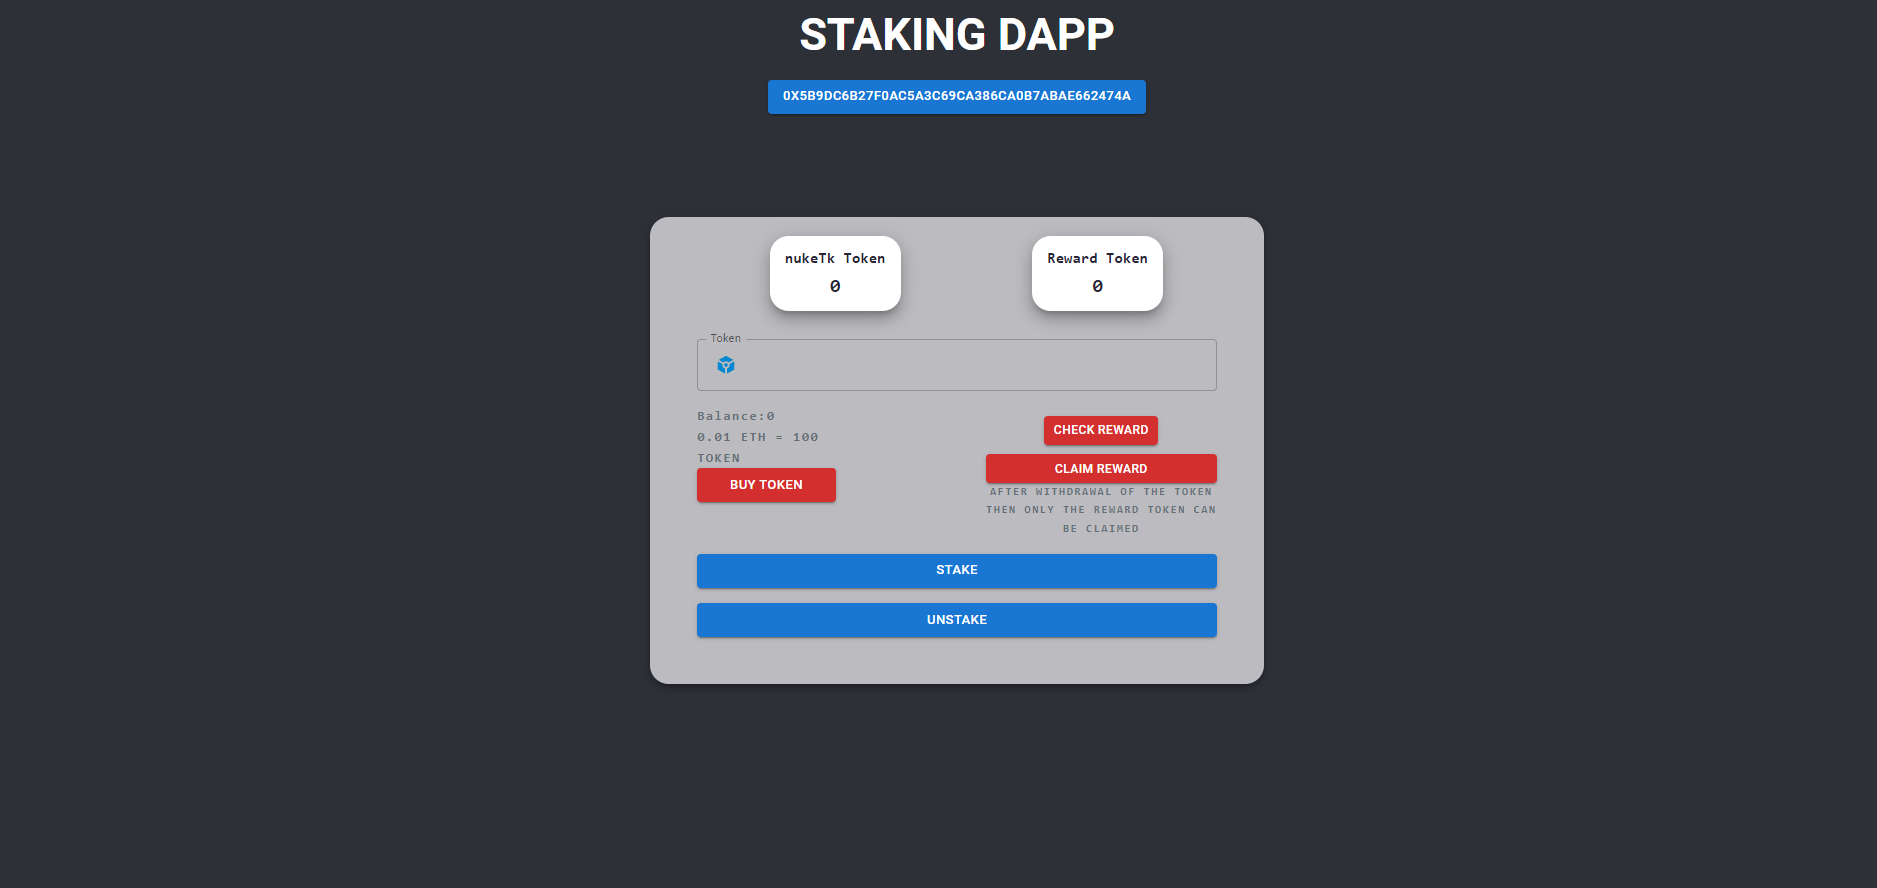 STAKING DAPP
0X5B9DC6B27F0AC5A3C69CA386CA0B7ABAE662474A
nukeTk Token
0
Reward Token
0
Token
Balance:0
0.01 ETH = 100
TOKEN
BUY TOKEN
CHECK REWARD
CLAIM REWARD
AFTER WITHDRAWAL OF THE TOKEN
THEN ONLY THE REWARD TOKEN CAN
BE CLAIMED
STAKE
UNSTAKE